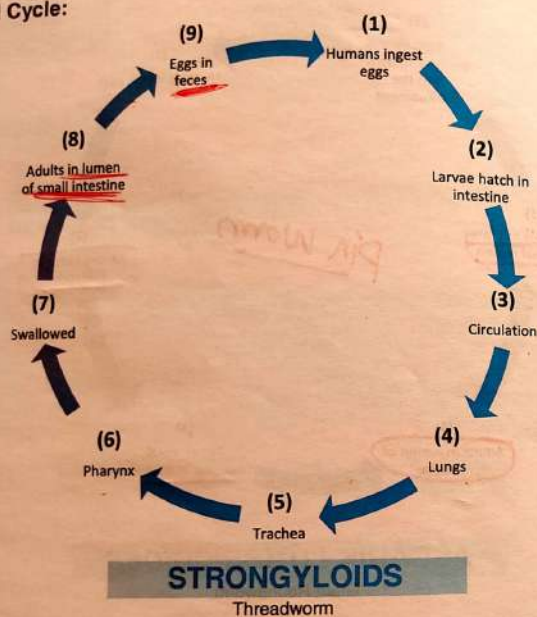 Cycle:
(1)
Humans ingest
eggs
(2)
Larvae hatch in
intestine
(3)
Circulation
(4)
Lungs
(5)
Trachea
(6)
Pharynx
(7)
Swallowed
(8)
Adults in lumen
of small intestine
(9)
Eggs in
feces
STRONGYLOIDS
Threadworm